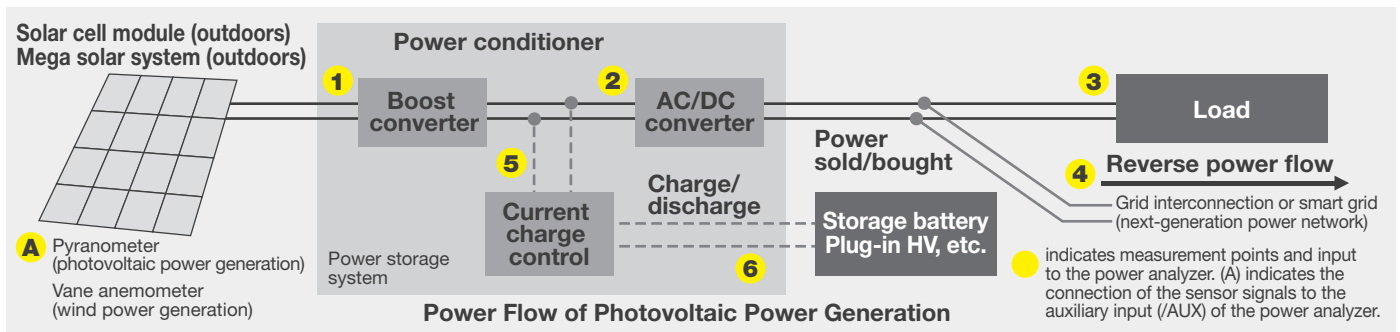 Solar cell module (outdoors)
Mega solar system (outdoors)
Power conditioner
1
2
3
Boost
converter
AC/DC
converter
Load
5
Power
sold/bought
4
Reverse power flow
Charge/
discharge
Grid interconnection or smart grid
(next-generation power network)
Current
charge
control
Storage battery
Plug-in HV, etc.
A
Pyranometer
(photovoltaic power generation)
Vane anemometer
(wind power generation)
Power storage
system
6
indicates measurement points and input
to the power analyzer. (A) indicates the
connection of the sensor signals to the
auxiliary input (/AUX) of the power analyzer.
Power Flow of Photovoltaic Power Generation